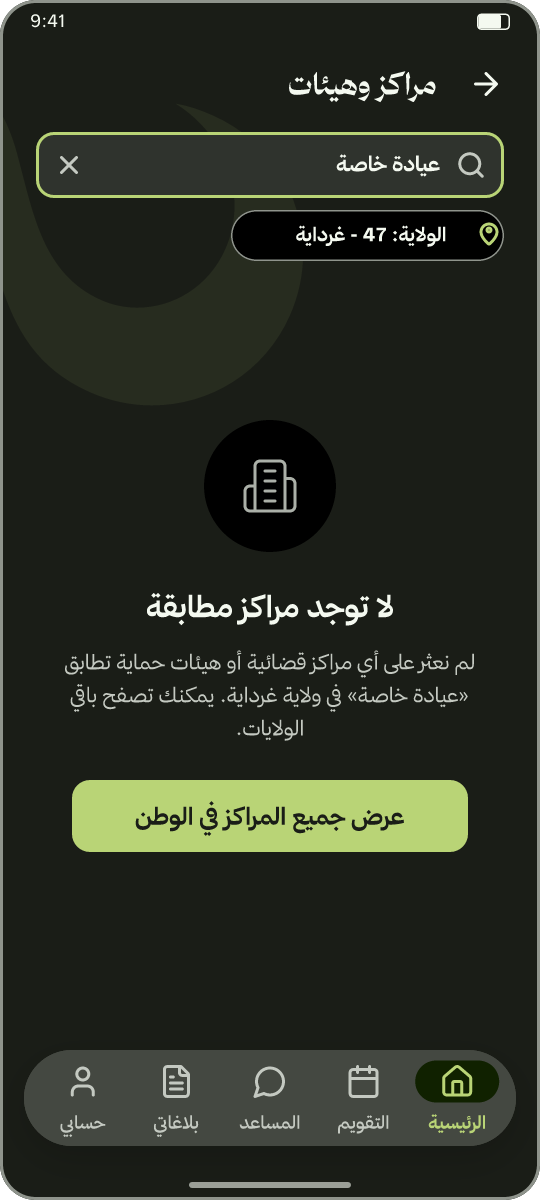 9:41
مراكز وهيئات
عيادة خاصة
الولاية: 47 - غرداية
لا توجد مراكز مطابقة
لم نعثر على أي مراكز قضائية أو هيئات حماية تطابق
«عيادة خاصة» في ولاية غرداية. يمكنك تصفح باقي
الولايات.
عرض جميع المراكز في الوطن
الرئيسية
التقويم
المساعد
بلاغاتي
حسابي